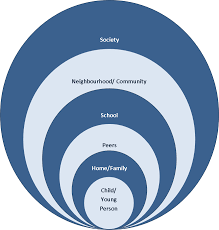 Society
Neighbourhood/ Community
School
Peers
Home/Family
Child/
Young
Person